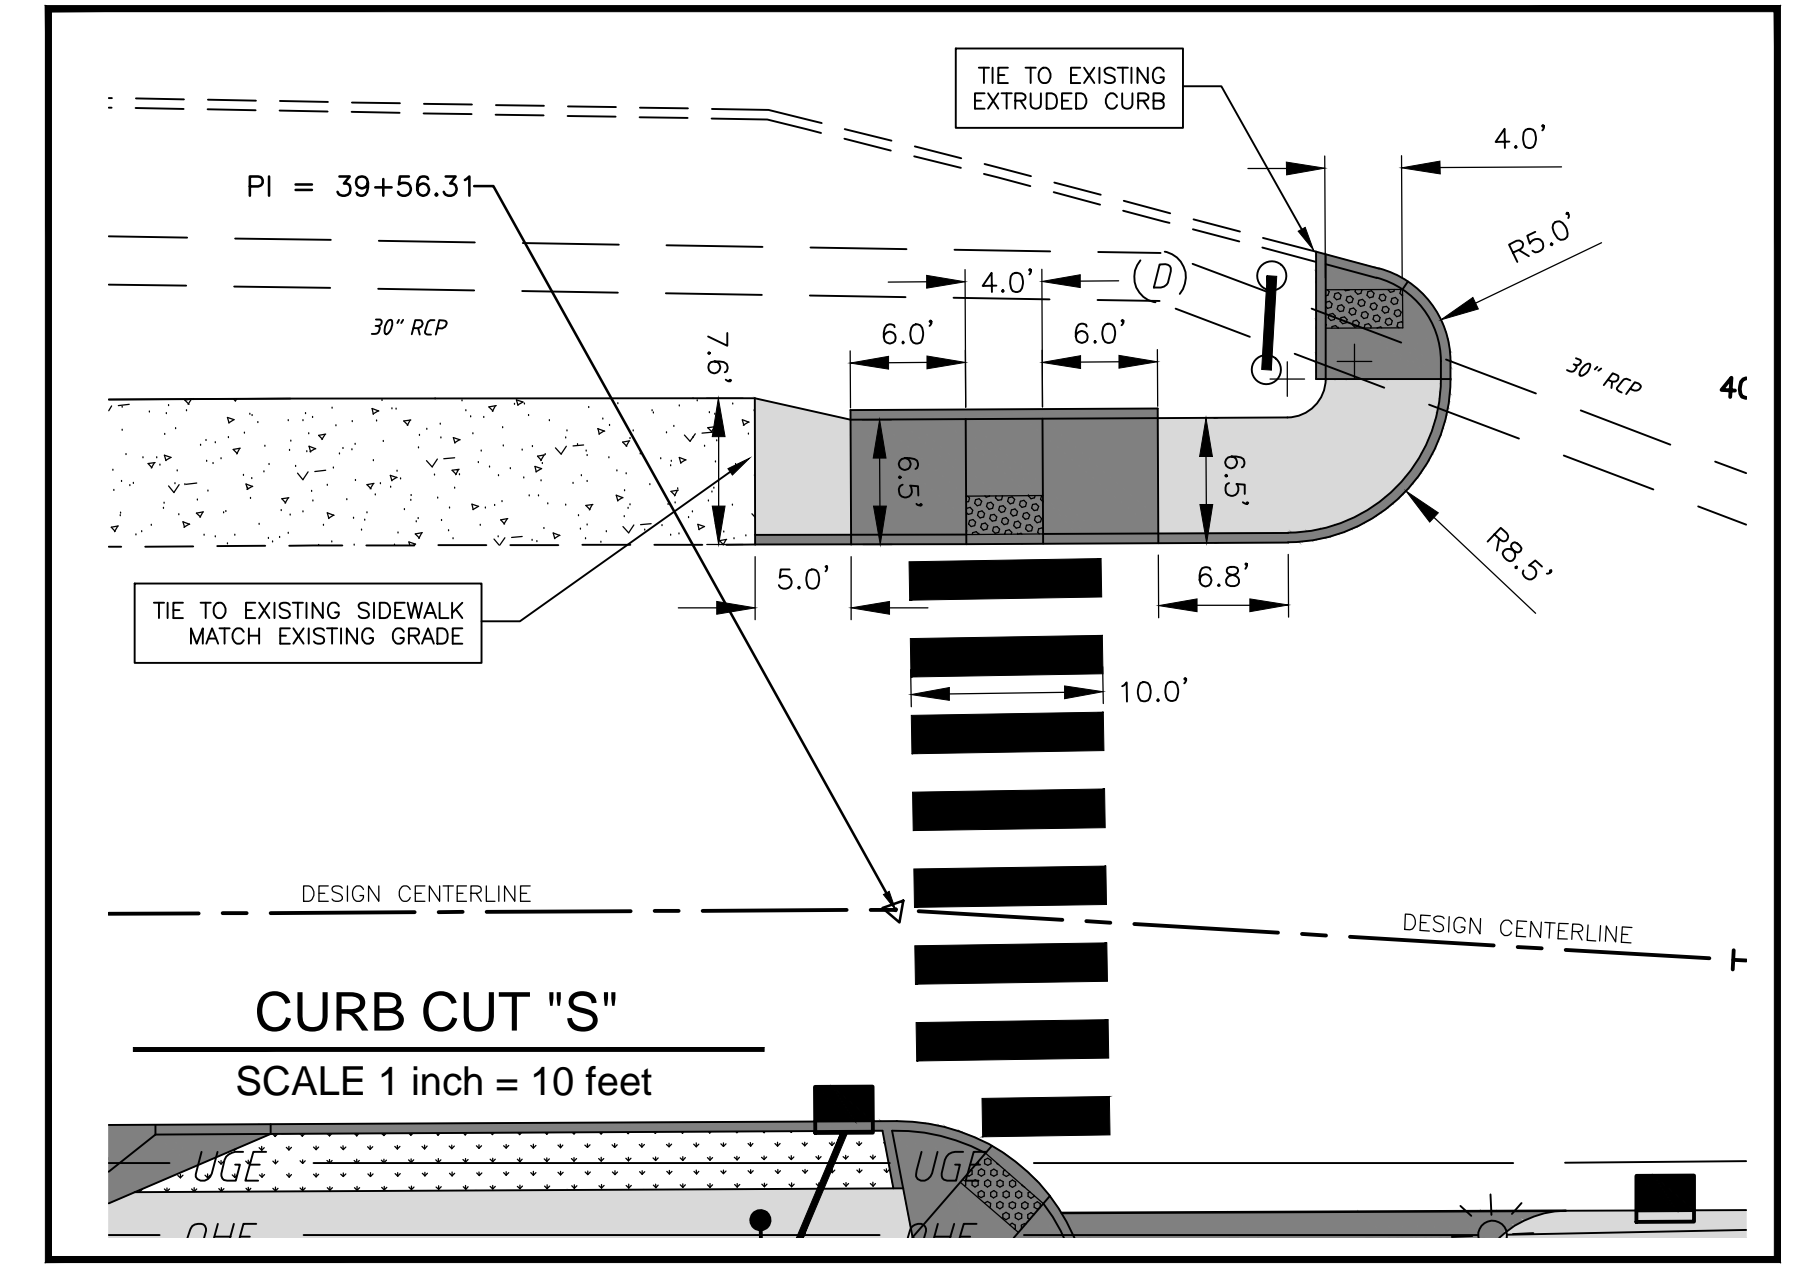 TIE TO EXISTING
EXTRUDED CURB
4.0'
PI = 39+56.31
R5.0'
4.0'
(D)
30" RCP
7.6'
6.0'
6.0'
30" RCP
6.5'
6.5'
R8.5'
5.0'
6.8'
TIE TO EXISTING SIDEWALK
MATCH EXISTING GRADE
10.0'
DESIGN CENTERLINE
DESIGN CENTERLINE
CURB CUT "S"
SCALE 1 inch = 10 feet
UGE
UGE
OHE
OHE